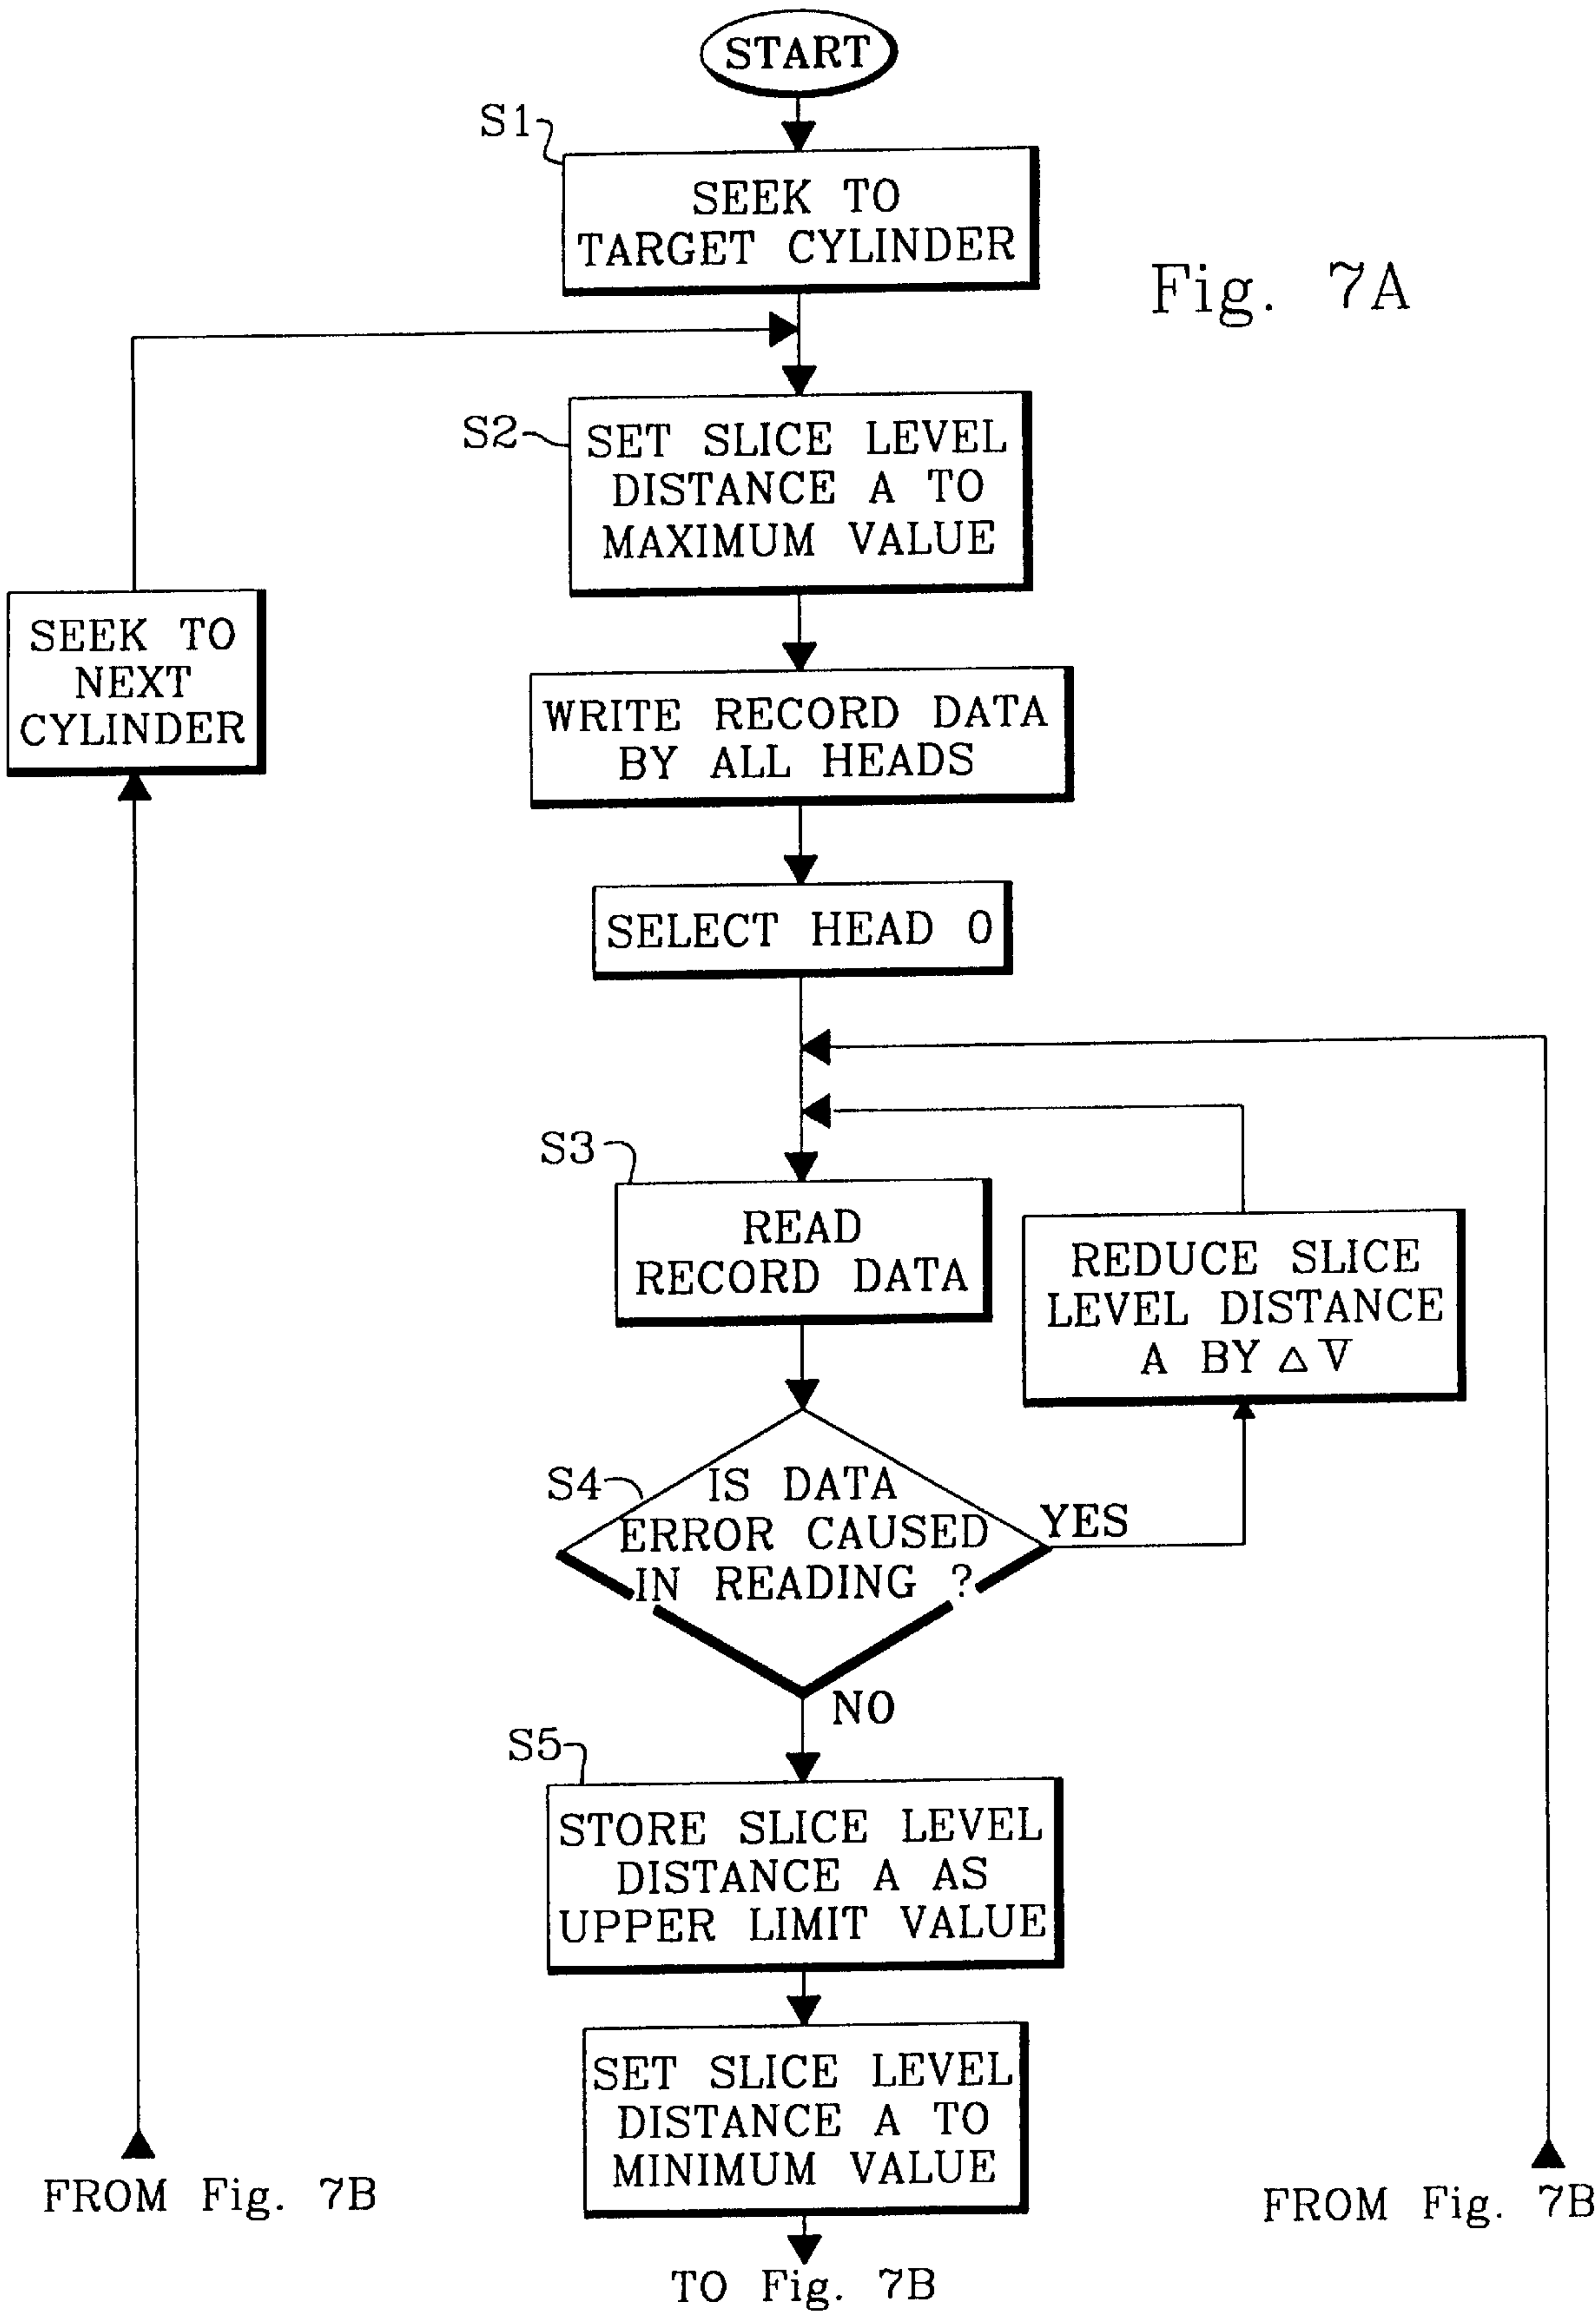 START
S1
SEEK TO
TARGET CYLINDER
Fig. 7A
S2
SET SLICE LEVEL
DISTANCE A TO
MAXIMUM VALUE
SEEK TO
NEXT
CYLINDER
WRITE RECORD DATA
BY ALL HEADS
SELECT HEAD 0
S3
READ
RECORD DATA
REDUCE SLICE
LEVEL DISTANCE
A BY △ V
S4
IS DATA
ERROR CAUSED
IN READING ?
YES
NO
S5
STORE SLICE LEVEL
DISTANCE A AS
UPPER LIMIT VALUE
SET SLICE LEVEL
DISTANCE A TO
MINIMUM VALUE
FROM Fig. 7B
FROM Fig. 7B
TO Fig. 7B